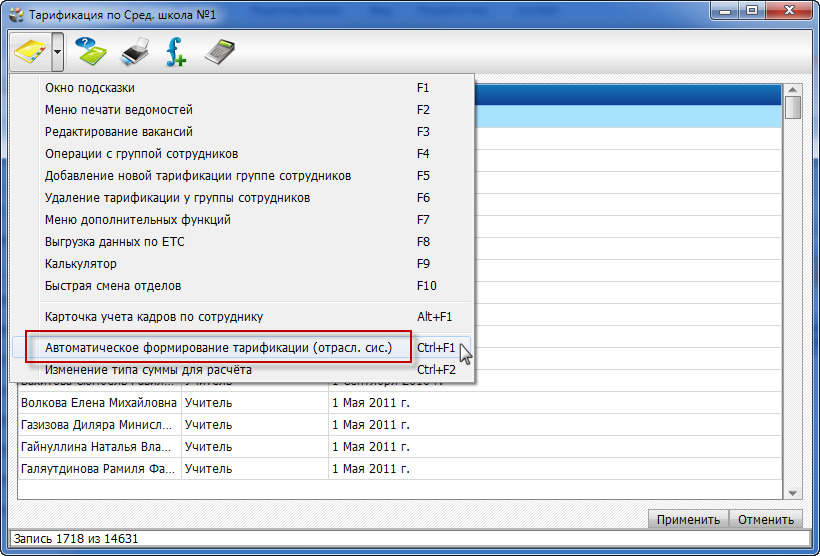 Тарификация по Сред. школа №1
Окно подсказки F1
Меню печати ведомостей F2
Редактирование вакансий F3
Операции с группой сотрудников F4
Добавление новой тарификации группе сотрудников F5
Удаление тарификации у группы сотрудников F6
Меню дополнительных функций F7
Выгрузка данных по ЕТС F8
Калькулятор F9
Быстрая смена отделов F10
Карточка учета кадров по сотруднику Alt+F1
Автоматическое формирование тарификации (отрасл. сис.) Ctrl+F1
Изменение типа суммы для расчёта Ctrl+F2
Волкова Елена Михайловна Учитель 1 Мая 2011 г.
Газизова Диляра Минисл... Учитель 1 Мая 2011 г.
Гайнуллина Наталья Вла... Учитель 1 Мая 2011 г.
Галяутдинова Рамиля Фа... Учитель 1 Мая 2011 г.
Применить Отменить
Запись 1718 из 14631